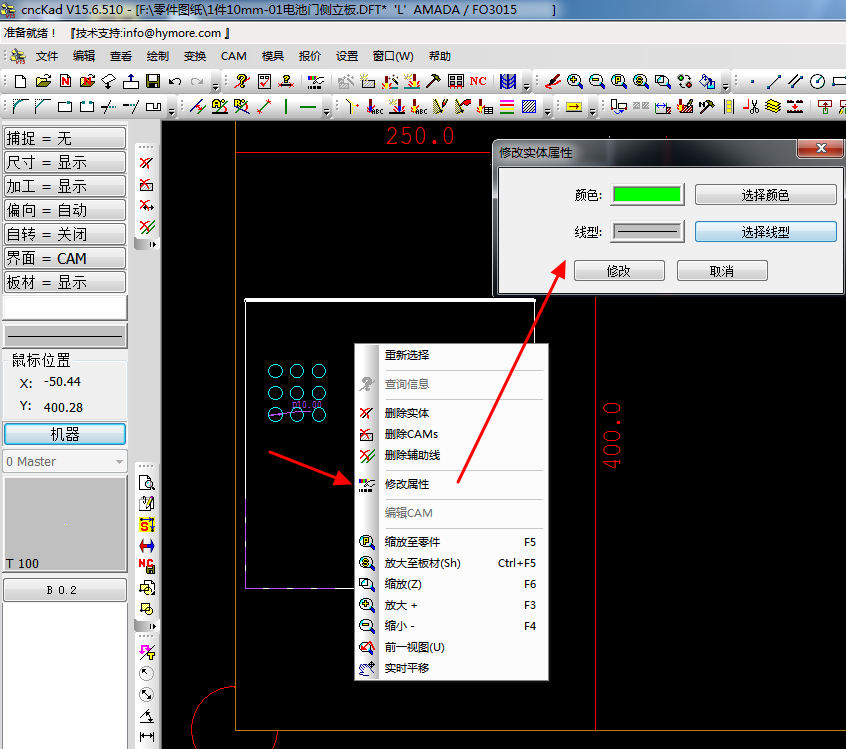 cncKad V15.6.510 - [F:\零件图纸\1件10mm-01电池门侧立板.DFT* 'L' AMADA / FO3015 ]
准备就绪！ 『技术支持:info@hymore.com 』
文件 编辑 查看 绘制 变换 CAM 模具 报价 设置 窗口(W) 帮助
NC
ABC ABC
捕捉 = 无
尺寸 = 显示
加工 = 显示
偏向 = 自动
自转 = 关闭
界面 = CAM
板材 = 显示
鼠标位置
X: -50.44
Y: 400.28
机器
0 Master
T 100
B 0.2
NC
250.0
400.0
修改实体属性
颜色: 选择颜色
线型: 选择线型
修改 取消
重新选择
查询信息
删除实体
删除CAMs
删除辅助线
修改属性
编辑CAM
缩放至零件 F5
放大至板材(Sh) Ctrl+F5
缩放(Z) F6
放大 + F3
缩小 - F4
前一视图(U)
实时平移